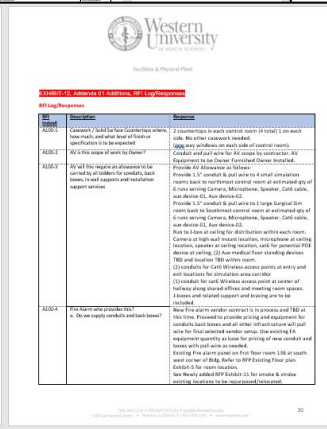 Western
University
OF HEALTH SCIENCES
Facilities & Physical Plant
EXHIBIT-12, Addenda 01 Additions, RFI Log/Responses
RFI Log/Responses
RFI
Index#
Description
Response
A100-1
Casework / Solid Surface Countertops where,
how much, and what level of finish or
specification is to be expected
2 countertops in each control room (4 total) 1 on each
side. No other casework needed.
(one way windows on each side of control room).
A100-2
AV is this scope of work by Owner?
Conduit and pull wire for AV scope by contractor. AV
Equipment to be Owner Furnished Owner Installed.
A100-3
AV will this require an allowance to be
carried by all bidders for conduits, back
boxes, in wall supports and installation
support services
Provide AV Allowance as follows:
Provide 1.5" conduit & pull wire to 4 small simulation
rooms back to northmost control room at estimated qty of
6 runs serving Camera, Microphone, Speaker, Cat6 cable,
aux device-01, Aux device-02.
Provide 1.5" conduit & pull wire to 1 large Surgical Sim
room back to Southmost control room at estimated qty of
6 runs serving Camera, Microphone, Speaker, Cat6 cable,
aux device-01, Aux device-02
Run to J-box at ceiling for distribution within each room.
Camera at high wall mount location, microphone at ceiling
location, speaker at ceiling location, cat6 for potential POE
device at ceiling, (2) Aux medical floor standing devices
TBD and location TBD within room.
(2) conduits for Cat6 Wireless access points at entry and
exit locations for simulation area corridor
(1) conduit for cat6 Wireless access point at center of
hallway along shared offices and meeting room spaces.
J-boxes and related support and bracing are to be
included.
A100-4
Fire Alarm who provides this?
a. Do we supply conduits and back boxes?
New Fire alarm vendor contract is in process and TBD at
this time. Proceed to provide pricing and equipment for
conduits back boxes and all other infrastructure will pull
wire for final selected vendor setup. Use existing FA
equipment quantity as base for pricing of new conduit and
boxes with pull-wire as needed.
Existing Fire alarm panel on first floor 138 at south
west corner of Bldg. Refer to RFP Existing Floor plan
Exhibit-5 for room location.
See Newly added RFP Exhibit-11 for smoke & strobe
existing locations to be repurposed/relocated.
20